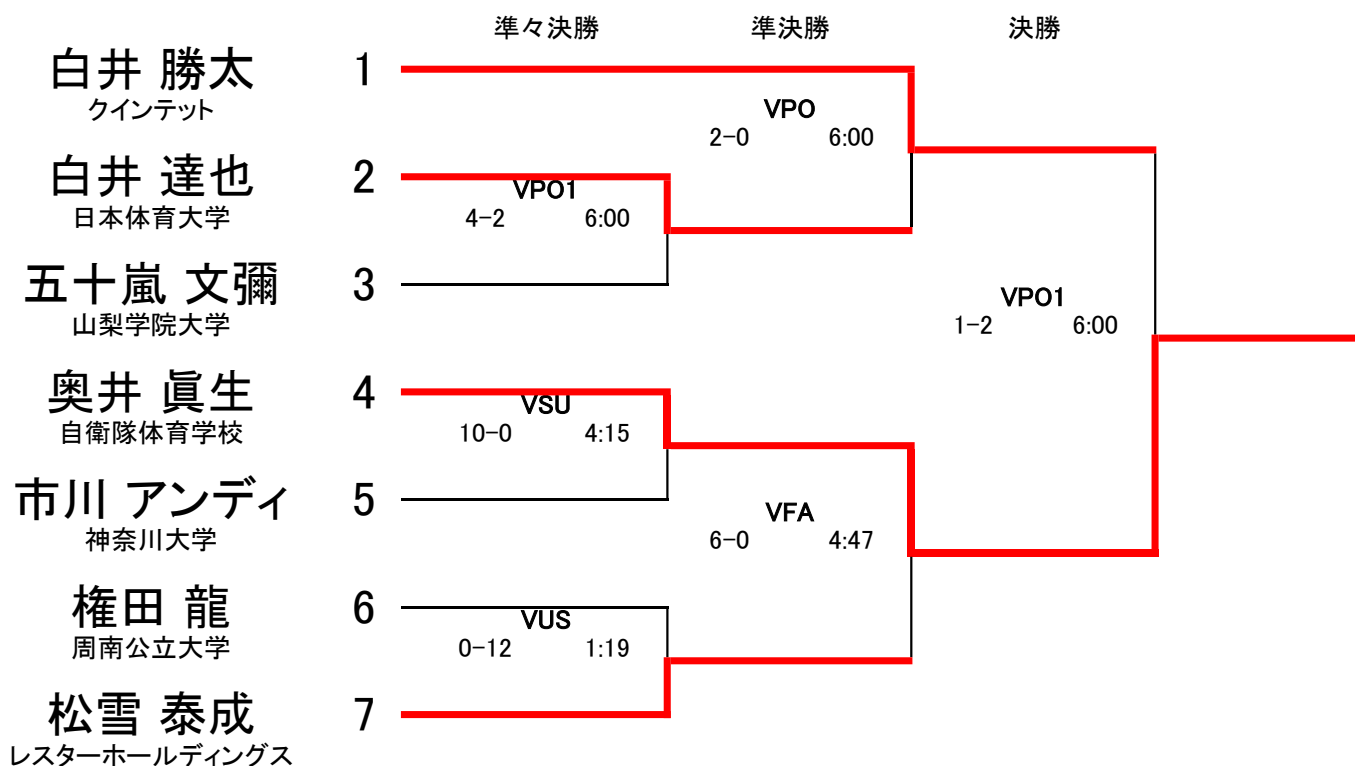 準々決勝 準決勝 決勝
白井 勝太 1
クインテット
VPO
2-0 6:00
白井 達也 2
日本体育大学
VPO1
4-2 6:00
五十嵐 文彌 3
山梨学院大学
VPO1
1-2 6:00
奥井 眞生 4
自衛隊体育学校
VSU
10-0 4:15
市川 アンディ 5
神奈川大学
VFA
6-0 4:47
権田 龍 6
周南公立大学
VUS
0-12 1:19
松雪 泰成 7
レスターホールディングス